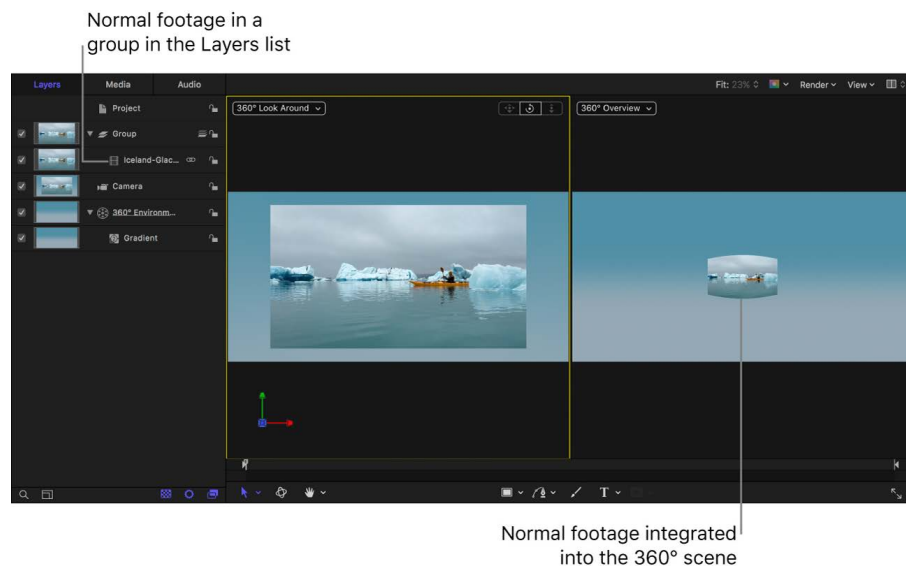 Normal footage in a
group in the Layers list
Layers Media Audio
Fit: 23% Render View
Project
360° Look Around
360° Overview
Group
Iceland-Glac...
Camera
360° Environm...
Gradient
T
Normal footage integrated
into the 360° scene